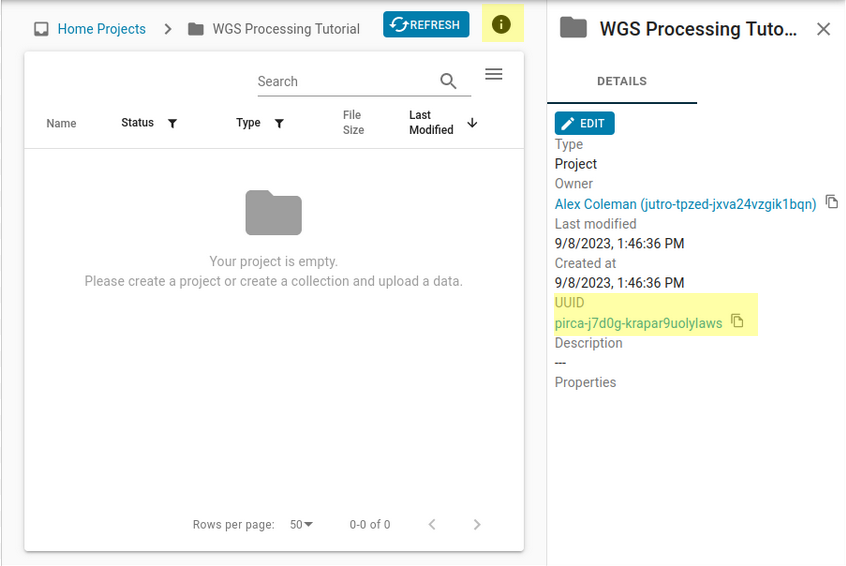 Home Projects
WGS Processing Tutorial
REFRESH
Search
Name
Status
Type
File
Size
Last
Modified
Your project is empty.
Please create a project or create a collection and upload a data.
Rows per page:
50
0-0 of 0
WGS Processing Tuto...
DETAILS
EDIT
Type
Project
Owner
Alex Coleman (jutro-tpzed-jxva24vzgik1bqn)
Last modified
9/8/2023, 1:46:36 PM
Created at
9/8/2023, 1:46:36 PM
UUID
pirca-j7d0g-krapar9uolylaws
Description
---
Properties